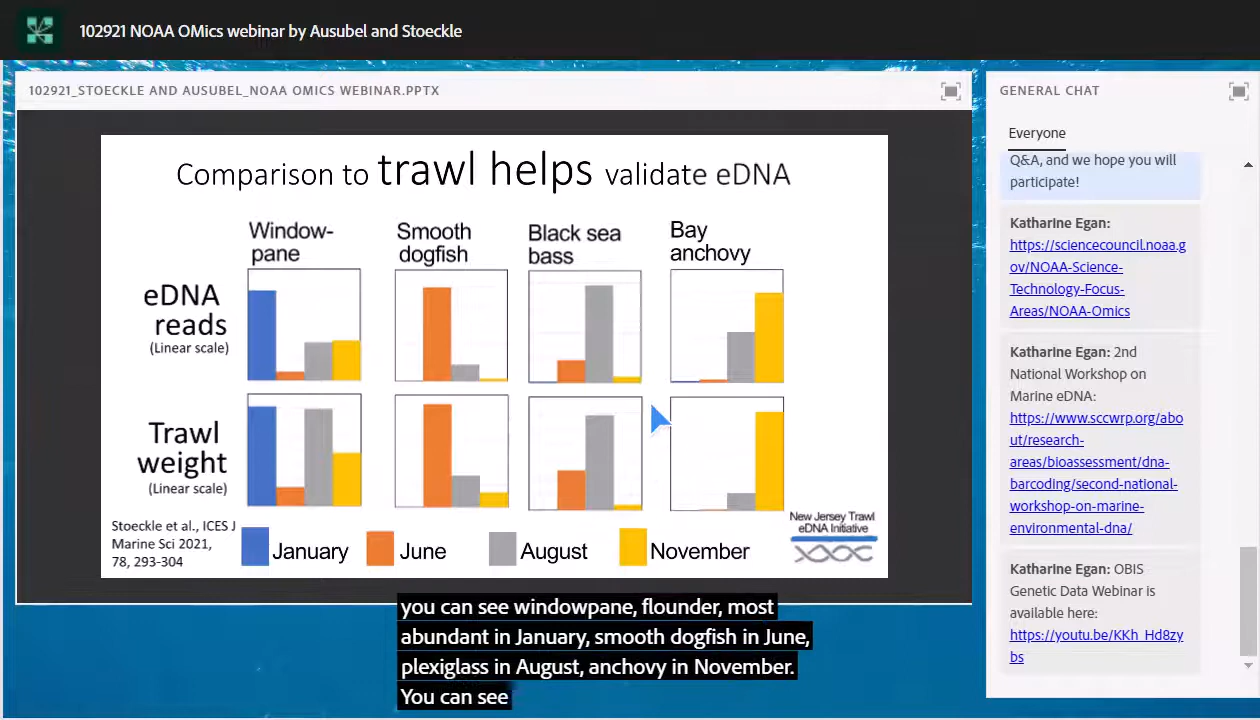 102921 NOAA OMics webinar by Ausubel and Stoeckle
102921_STOECKLE AND AUSUBEL_NOAA OMICS WEBINAR.PPTX
Comparison to trawl helps validate eDNA
Window-
pane
Smooth
dogfish
Black sea
bass
Bay
anchovy
eDNA
reads
(Linear scale)
Trawl
weight
(Linear scale)
Stoeckle et al., ICES J
Marine Sci 2021,
78, 293-304
January
June
August
November
New Jersey Trawl
eDNA Initiative
you can see windowpane, flounder, most
abundant in January, smooth dogfish in June,
plexiglass in August, anchovy in November.
You can see
GENERAL CHAT
Everyone
Q&A, and we hope you will
participate!
Katharine Egan:
https://sciencecouncil.noaa.g
ov/NOAA-Science-
Technology-Focus-
Areas/NOAA-Omics
Katharine Egan: 2nd
National Workshop on
Marine eDNA:
https://www.sccwrp.org/abo
ut/research-
areas/bioassessment/dna-
barcoding/second-national-
workshop-on-marine-
environmental-dna/
Katharine Egan: OBIS
Genetic Data Webinar is
available here:
https://youtu.be/KKh_Hd8zy
bs